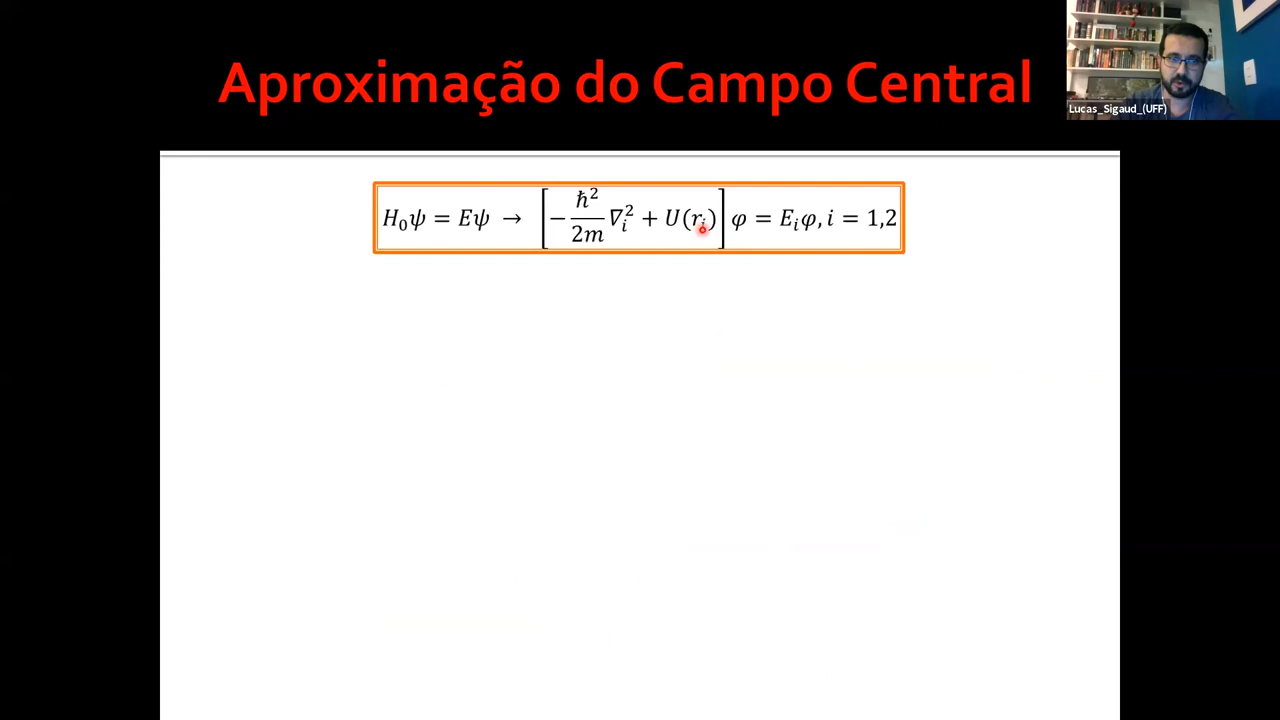 Aproximação do Campo Central
Lucas_Sigaud_(UFF)
H₀ψ = Eψ → [−ħ²/2m ∇ᵢ² + U(rᵢ)] φ = Eᵢφ, i = 1,2